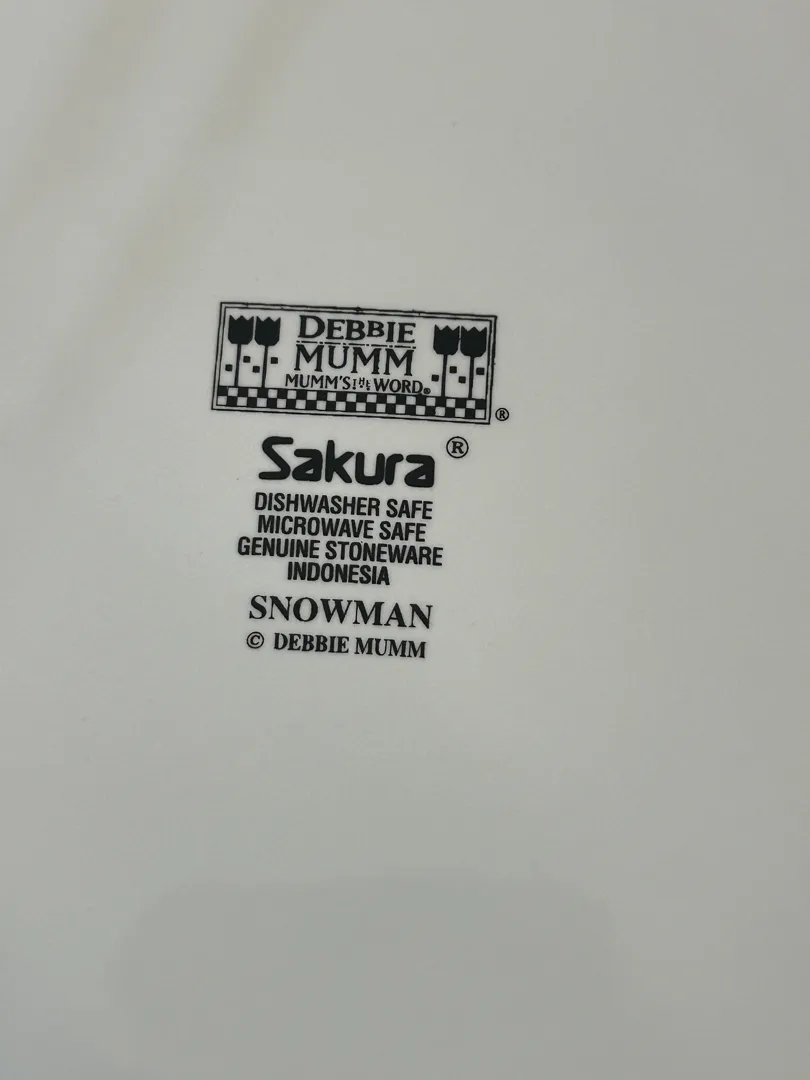 DEBBIE
MUMM
MUMM'S THE WORD®
®
Sakura®
DISHWASHER SAFE
MICROWAVE SAFE
GENUINE STONEWARE
INDONESIA
SNOWMAN
© DEBBIE MUMM